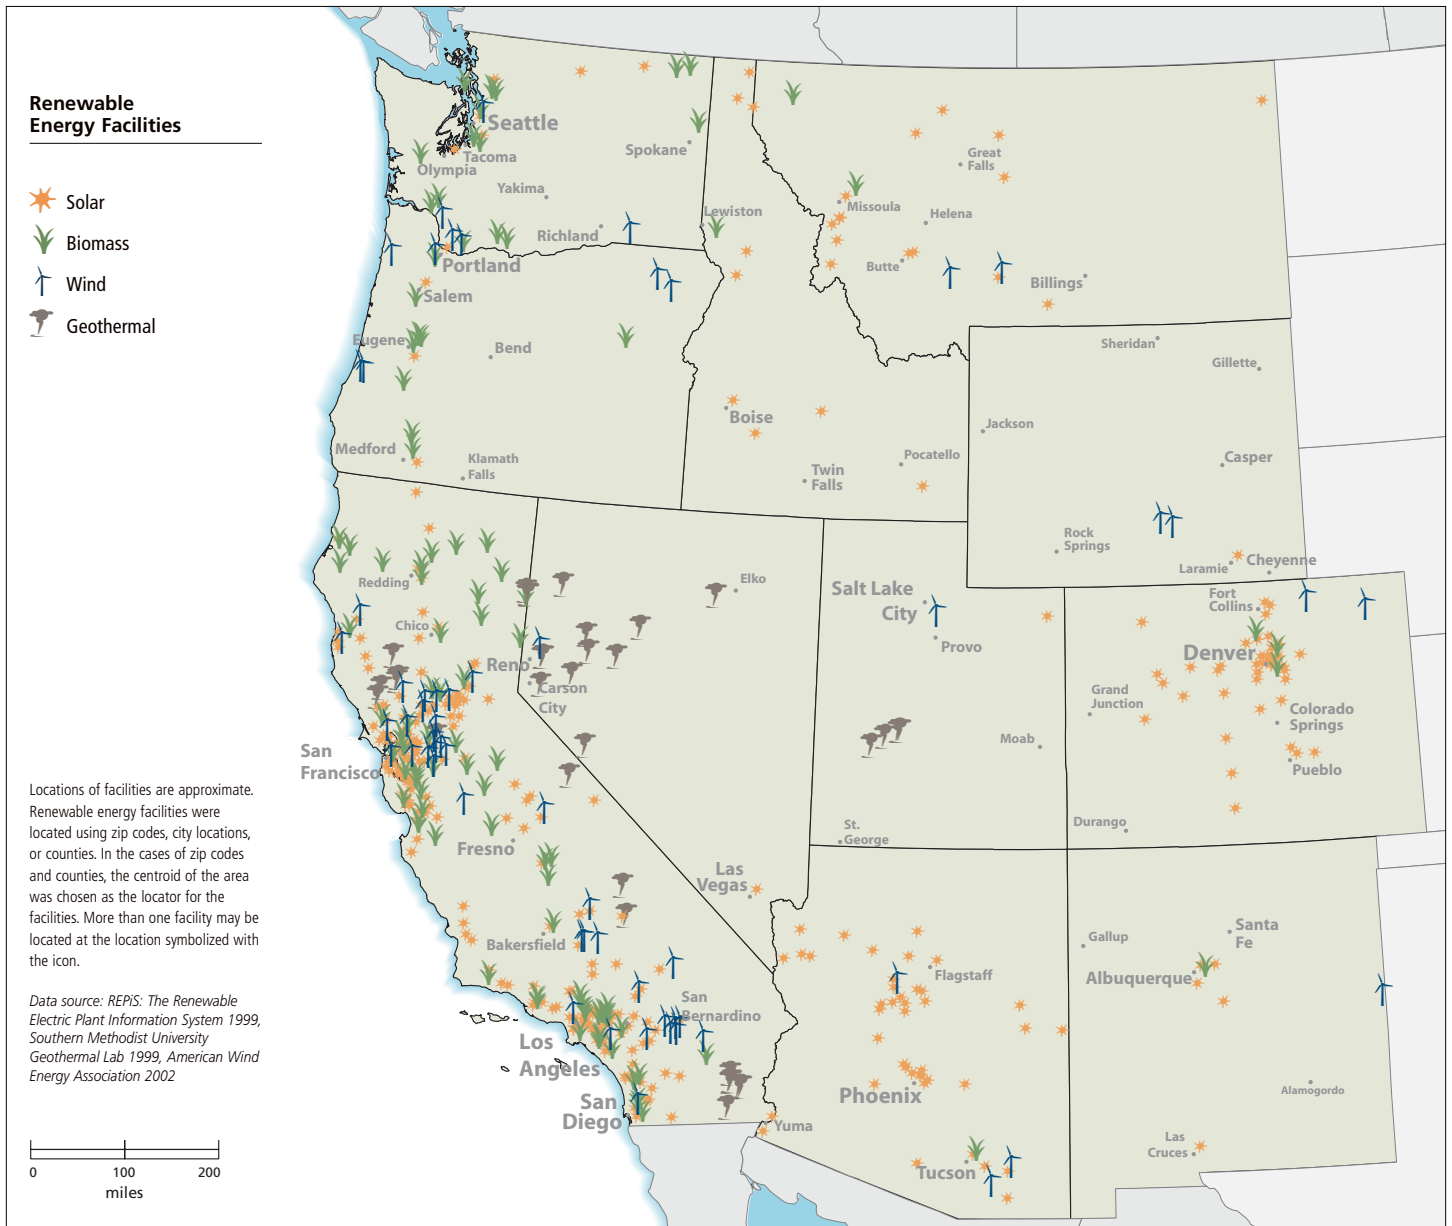 Renewable
Energy Facilities
Solar
Biomass
Wind
Geothermal
Seattle
Tacoma
Olympia
Spokane
Yakima
Richland
Lewiston
Great
Falls
Missoula
Helena
Butte
Billings
Portland
Salem
Eugene
Bend
Medford
Klamath
Falls
Boise
Twin
Falls
Pocatello
Sheridan
Gillette
Jackson
Casper
Rock
Springs
Laramie
Cheyenne
Redding
Chico
Elko
Reno
Carson
City
Salt Lake
City
Provo
Moab
St.
George
Fort
Collins
Denver
Grand
Junction
Colorado
Springs
Pueblo
Durango
San
Francisco
Fresno
Las
Vegas
Bakersfield
San
Bernardino
Los
Angeles
San
Diego
Flagstaff
Phoenix
Yuma
Tucson
Gallup
Santa
Fe
Albuquerque
Alamogordo
Las
Cruces
Locations of facilities are approximate.
Renewable energy facilities were
located using zip codes, city locations,
or counties. In the cases of zip codes
and counties, the centroid of the area
was chosen as the locator for the
facilities. More than one facility may be
located at the location symbolized with
the icon.
Data source: REPiS: The Renewable
Electric Plant Information System 1999,
Southern Methodist University
Geothermal Lab 1999, American Wind
Energy Association 2002
0 100 200
miles